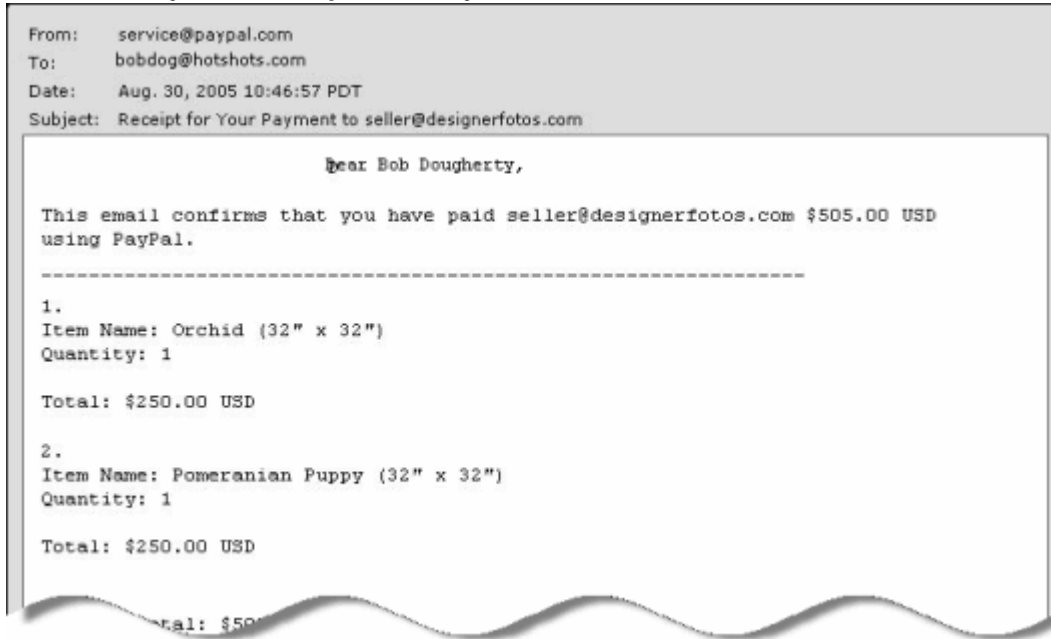 From: service@paypal.com
To: bobdog@hotshots.com
Date: Aug. 30, 2005 10:46:57 PDT
Subject: Receipt for Your Payment to seller@designerfotos.com
Dear Bob Dougherty,
This email confirms that you have paid seller@designerfotos.com $505.00 USD
using PayPal.
----------------------------------------------------------------
1.
Item Name: Orchid (32" x 32")
Quantity: 1
Total: $250.00 USD
2.
Item Name: Pomeranian Puppy (32" x 32")
Quantity: 1
Total: $250.00 USD